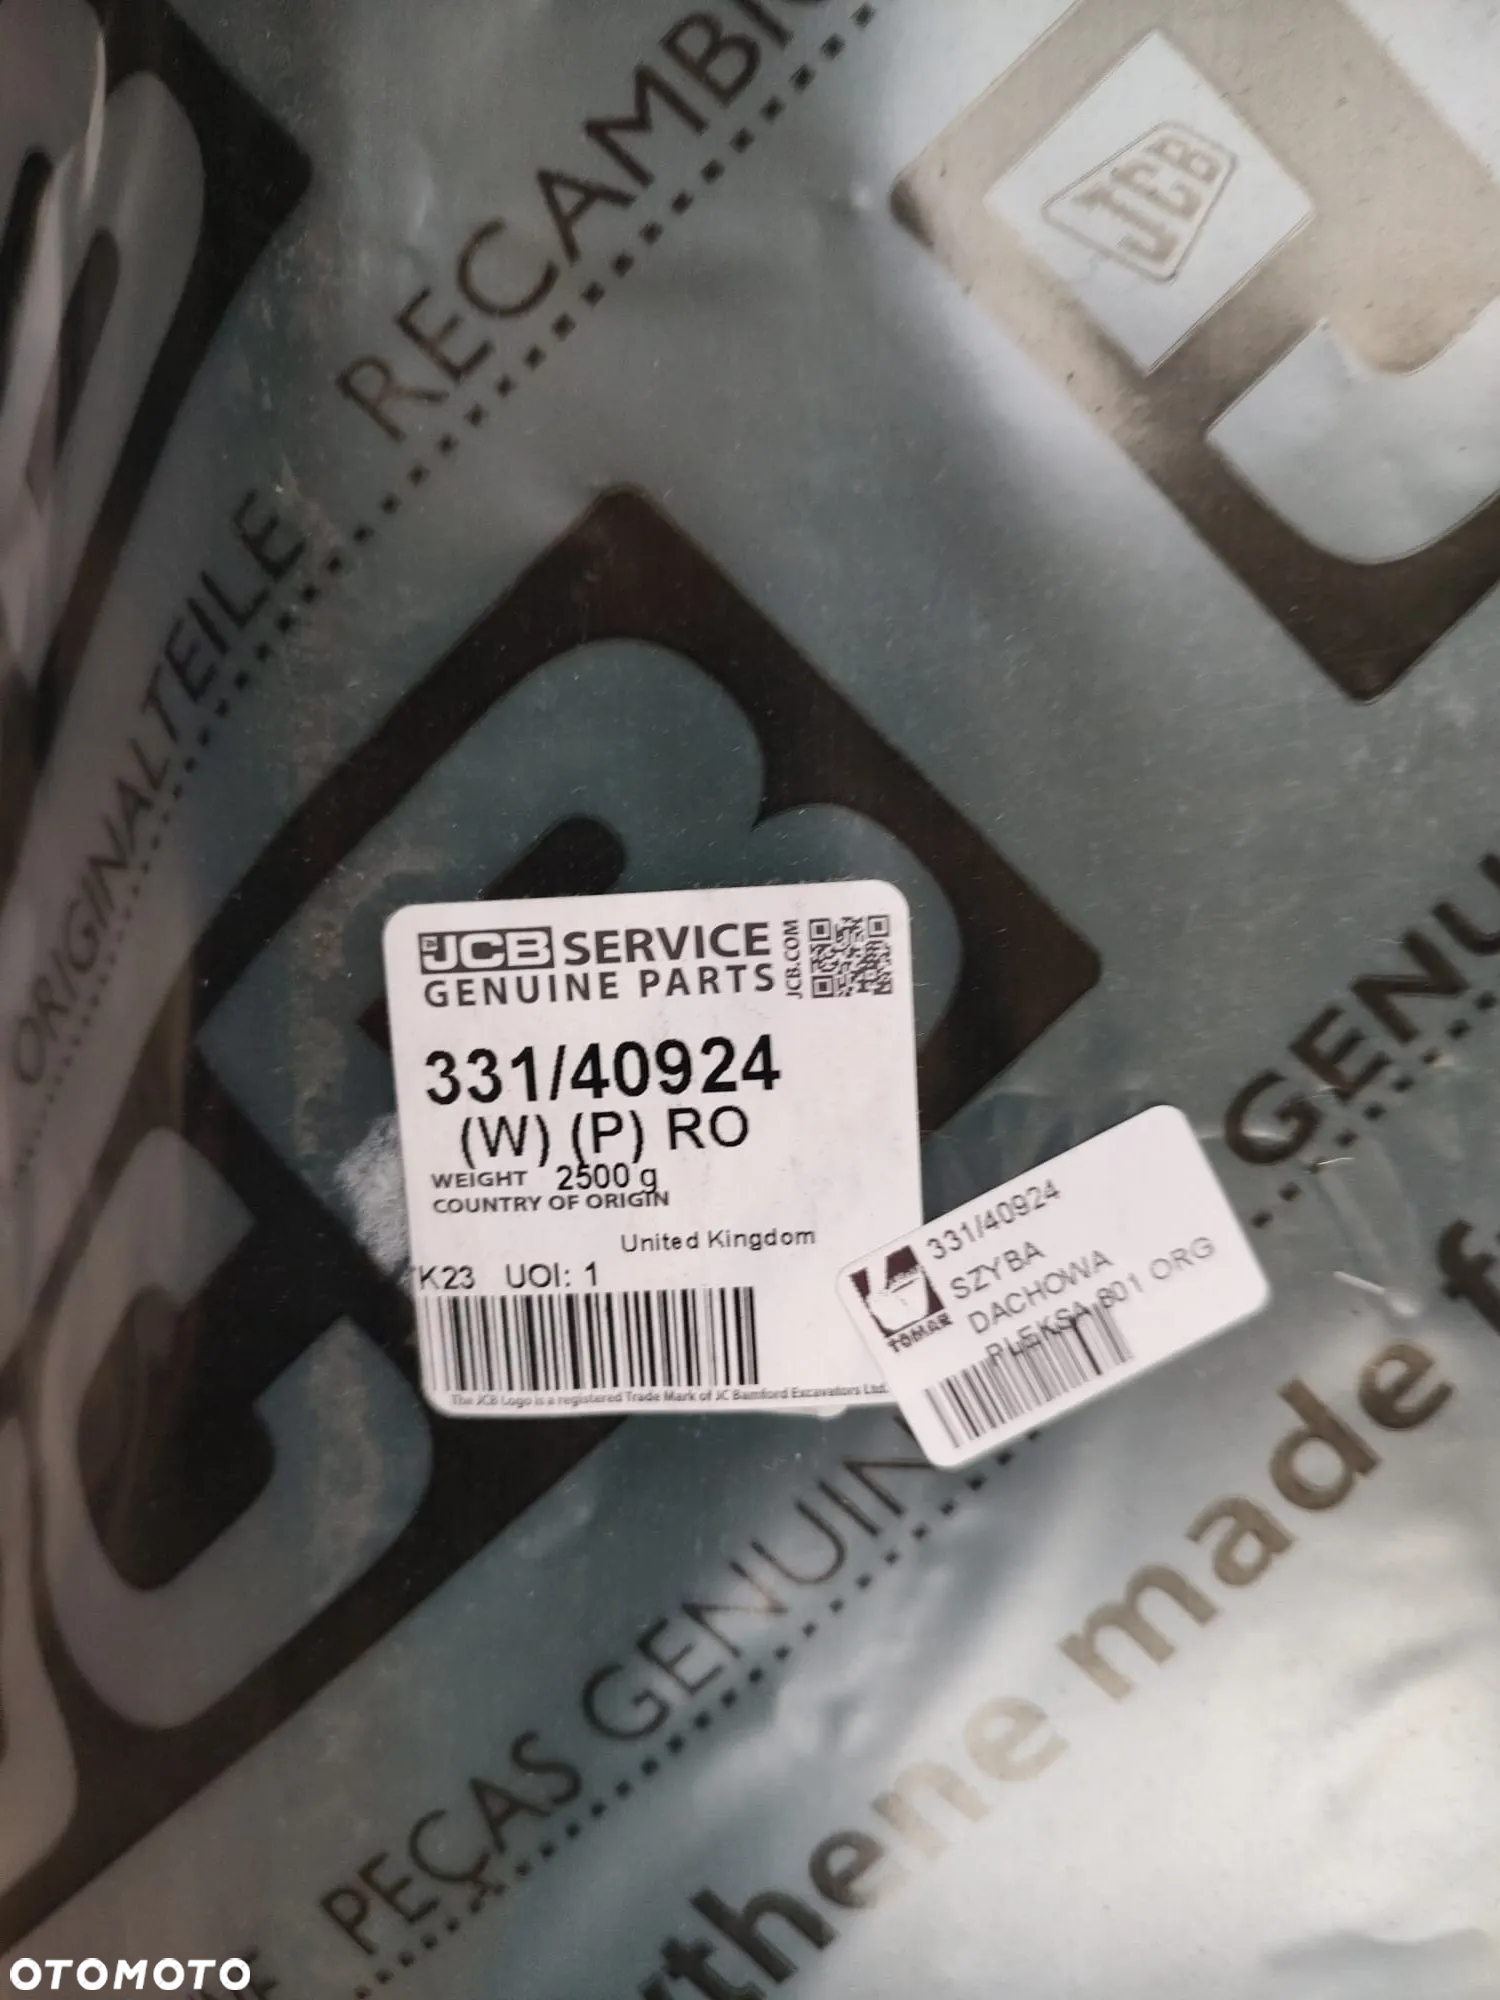 RECAMBI
JCB
ORIGINALTEILE
JCB SERVICE
GENUINE PARTS
JCB.COM
331/40924
(W) (P) RO
WEIGHT 2500 g
COUNTRY OF ORIGIN
United Kingdom
K23 UOI: 1
The JCB Logo is a registered Trade Mark of JC Bamford Excavators Ltd.
331/40924
SZYBA
DACHOWA
PLEKSA 801 ORG
TOMAR
GENU
made f
PEÇAS GENUIN
thene
OTOMOTO